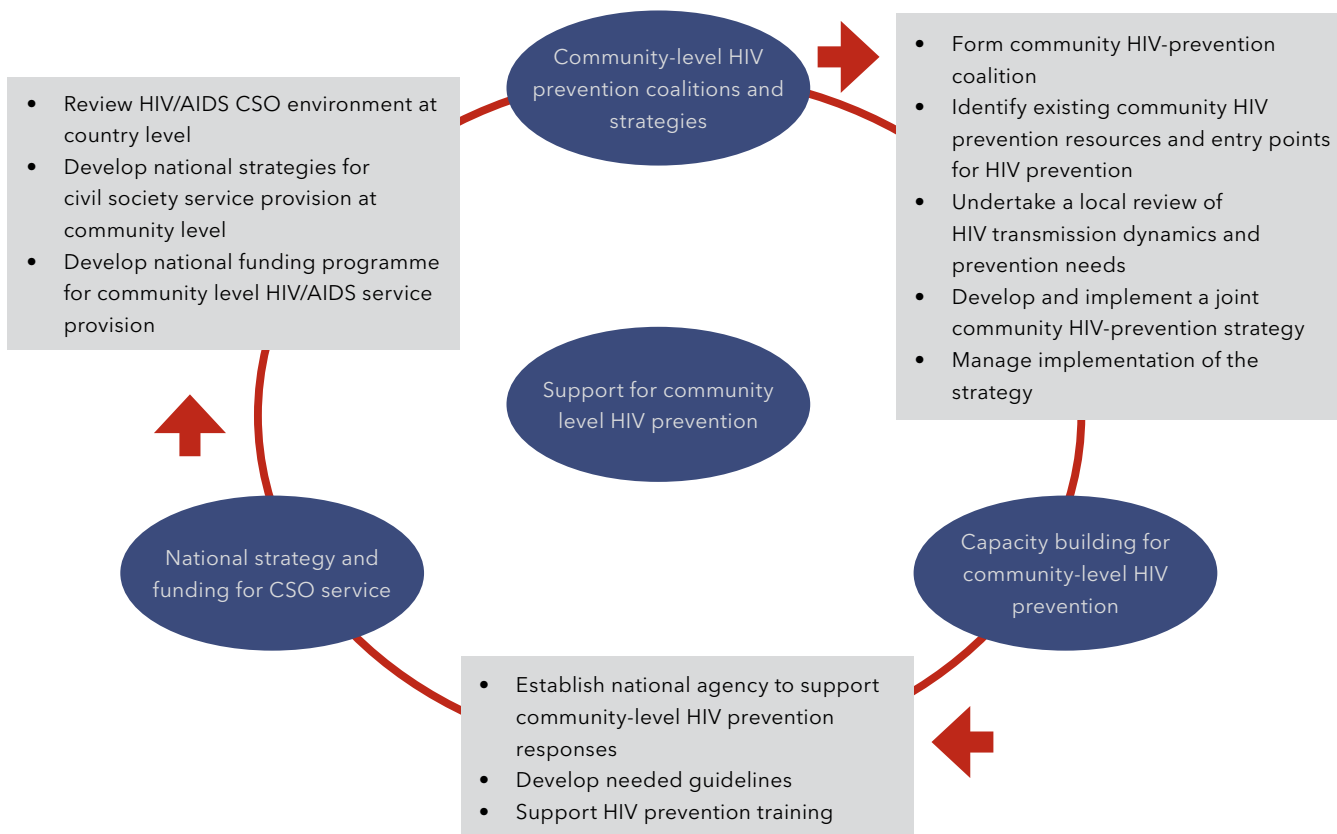 Community-level HIV
prevention coalitions and
strategies
• Form community HIV-prevention
coalition
• Identify existing community HIV
prevention resources and entry points
for HIV prevention
• Undertake a local review of
HIV transmission dynamics and
prevention needs
• Develop and implement a joint
community HIV-prevention strategy
• Manage implementation of the
strategy
• Review HIV/AIDS CSO environment at
country level
• Develop national strategies for
civil society service provision at
community level
• Develop national funding programme
for community level HIV/AIDS service
provision
Support for community
level HIV prevention
National strategy and
funding for CSO service
Capacity building for
community-level HIV
prevention
• Establish national agency to support
community-level HIV prevention
responses
• Develop needed guidelines
• Support HIV prevention training